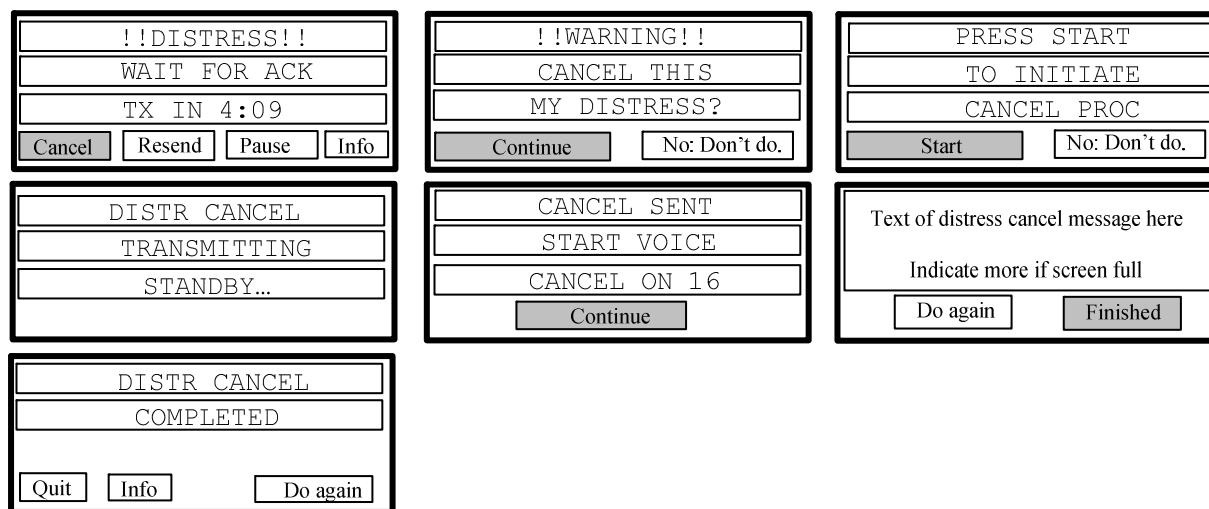 !!DISTRESS!!
WAIT FOR ACK
TX IN 4:09
Cancel Resend Pause Info
!!WARNING!!
CANCEL THIS
MY DISTRESS?
Continue No: Don't do.
PRESS START
TO INITIATE
CANCEL PROC
Start No: Don't do.
DISTR CANCEL
TRANSMITTING
STANDBY…
CANCEL SENT
START VOICE
CANCEL ON 16
Continue
Text of distress cancel message here
Indicate more if screen full
Do again Finished
DISTR CANCEL
COMPLETED
Quit Info Do again